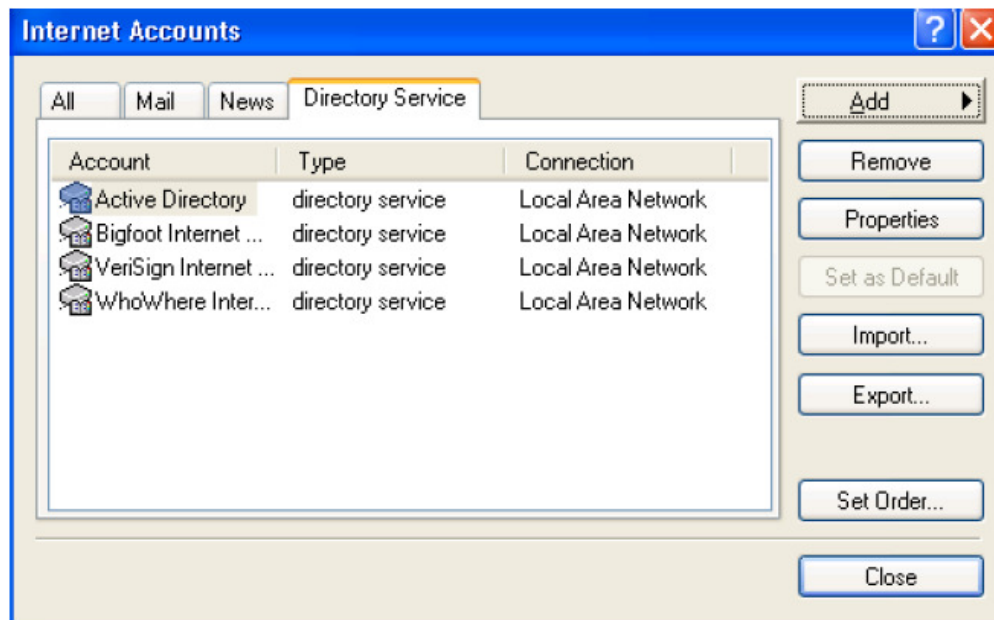 Internet Accounts
All Mail News Directory Service
Add
Account Type Connection
Remove
Active Directory directory service Local Area Network
Properties
Bigfoot Internet ... directory service Local Area Network
VeriSign Internet ... directory service Local Area Network
Set as Default
WhoWhere Inter... directory service Local Area Network
Import...
Export...
Set Order...
Close